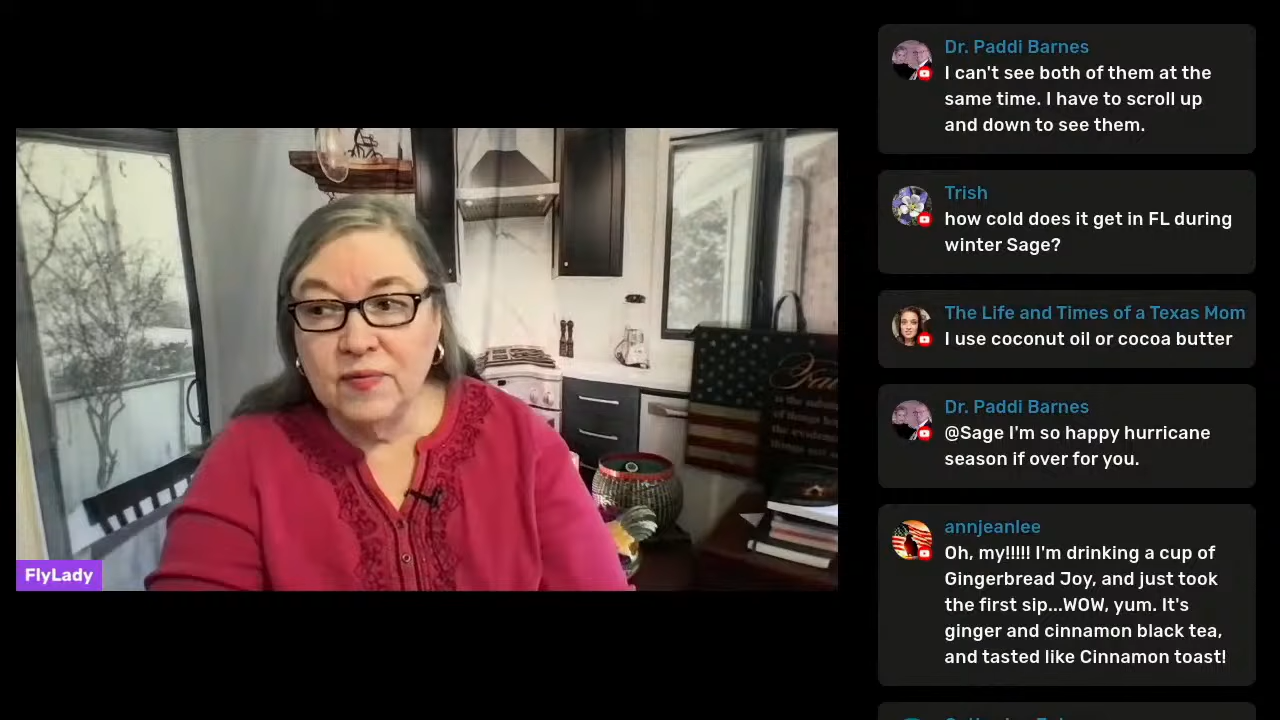 Dr. Paddi Barnes
I can't see both of them at the
same time. I have to scroll up
and down to see them.
Trish
how cold does it get in FL during
winter Sage?
The Life and Times of a Texas Mom
I use coconut oil or cocoa butter
Dr. Paddi Barnes
@Sage I'm so happy hurricane
season if over for you.
annjeanlee
Oh, my!!!!! I'm drinking a cup of
Gingerbread Joy, and just took
the first sip...WOW, yum. It's
ginger and cinnamon black tea,
and tasted like Cinnamon toast!
FlyLady